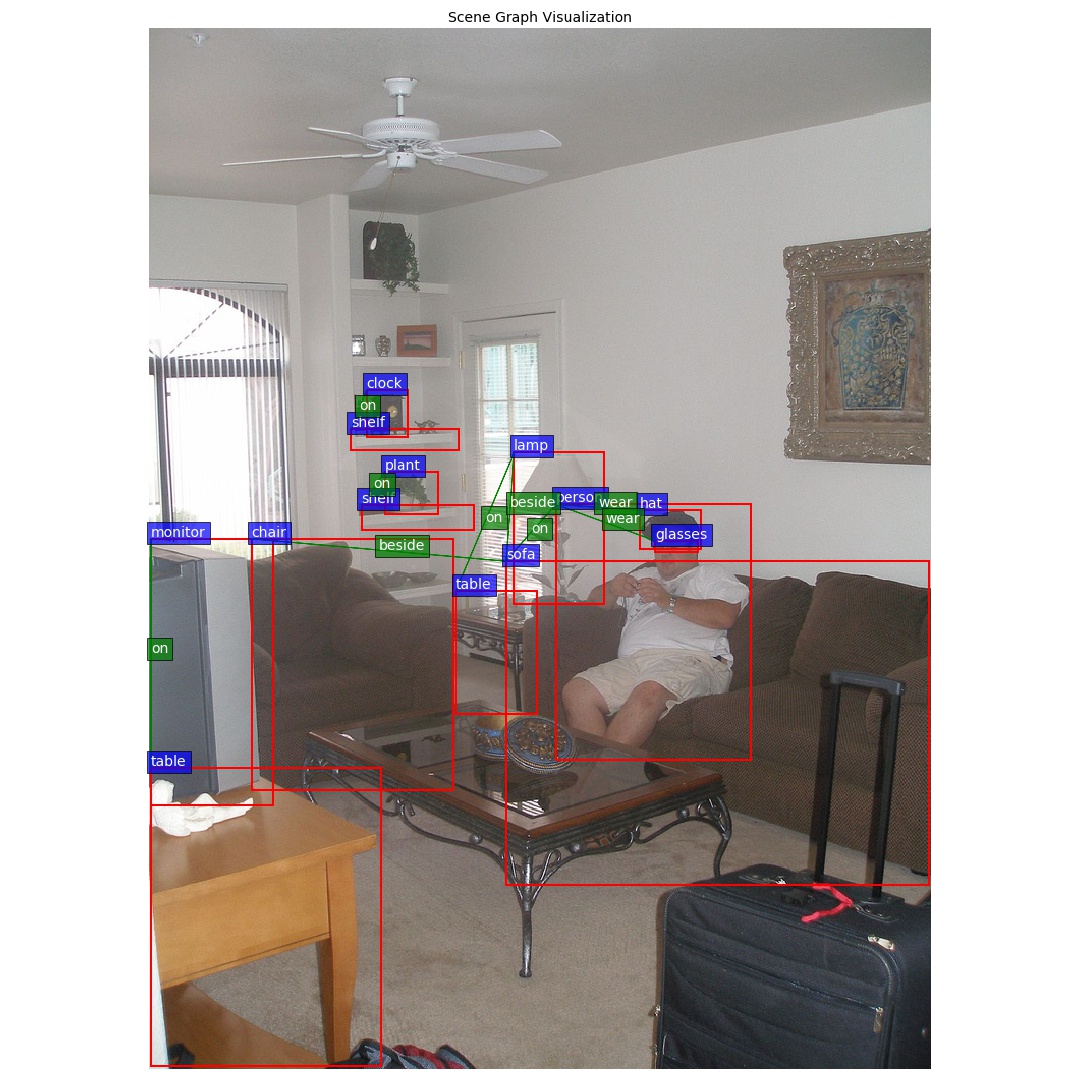 Scene Graph Visualization
clock
on
shelf
plant
on
shelf
lamp
beside
perso
wear
hat
on
wear
on
glasses
monitor
chair
beside
sofa
table
on
table